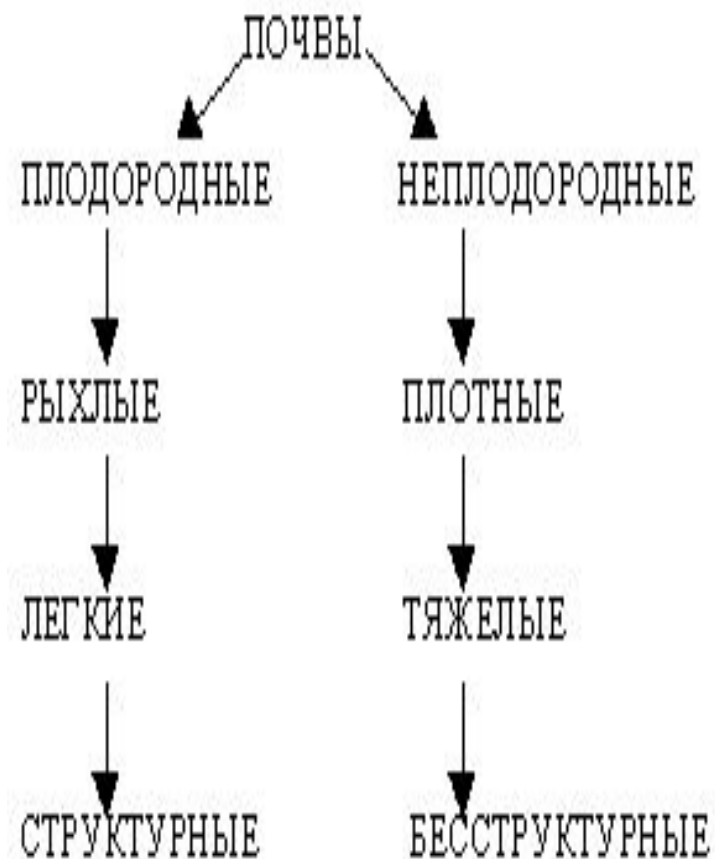 ПОЧВЫ
ПЛОДОРОДНЫЕ НЕПЛОДОРОДНЫЕ
РЫХЛЫЕ ПЛОТНЫЕ
ЛЕГКИЕ ТЯЖЕЛЫЕ
СТРУКТУРНЫЕ БЕССТРУКТУРНЫЕ